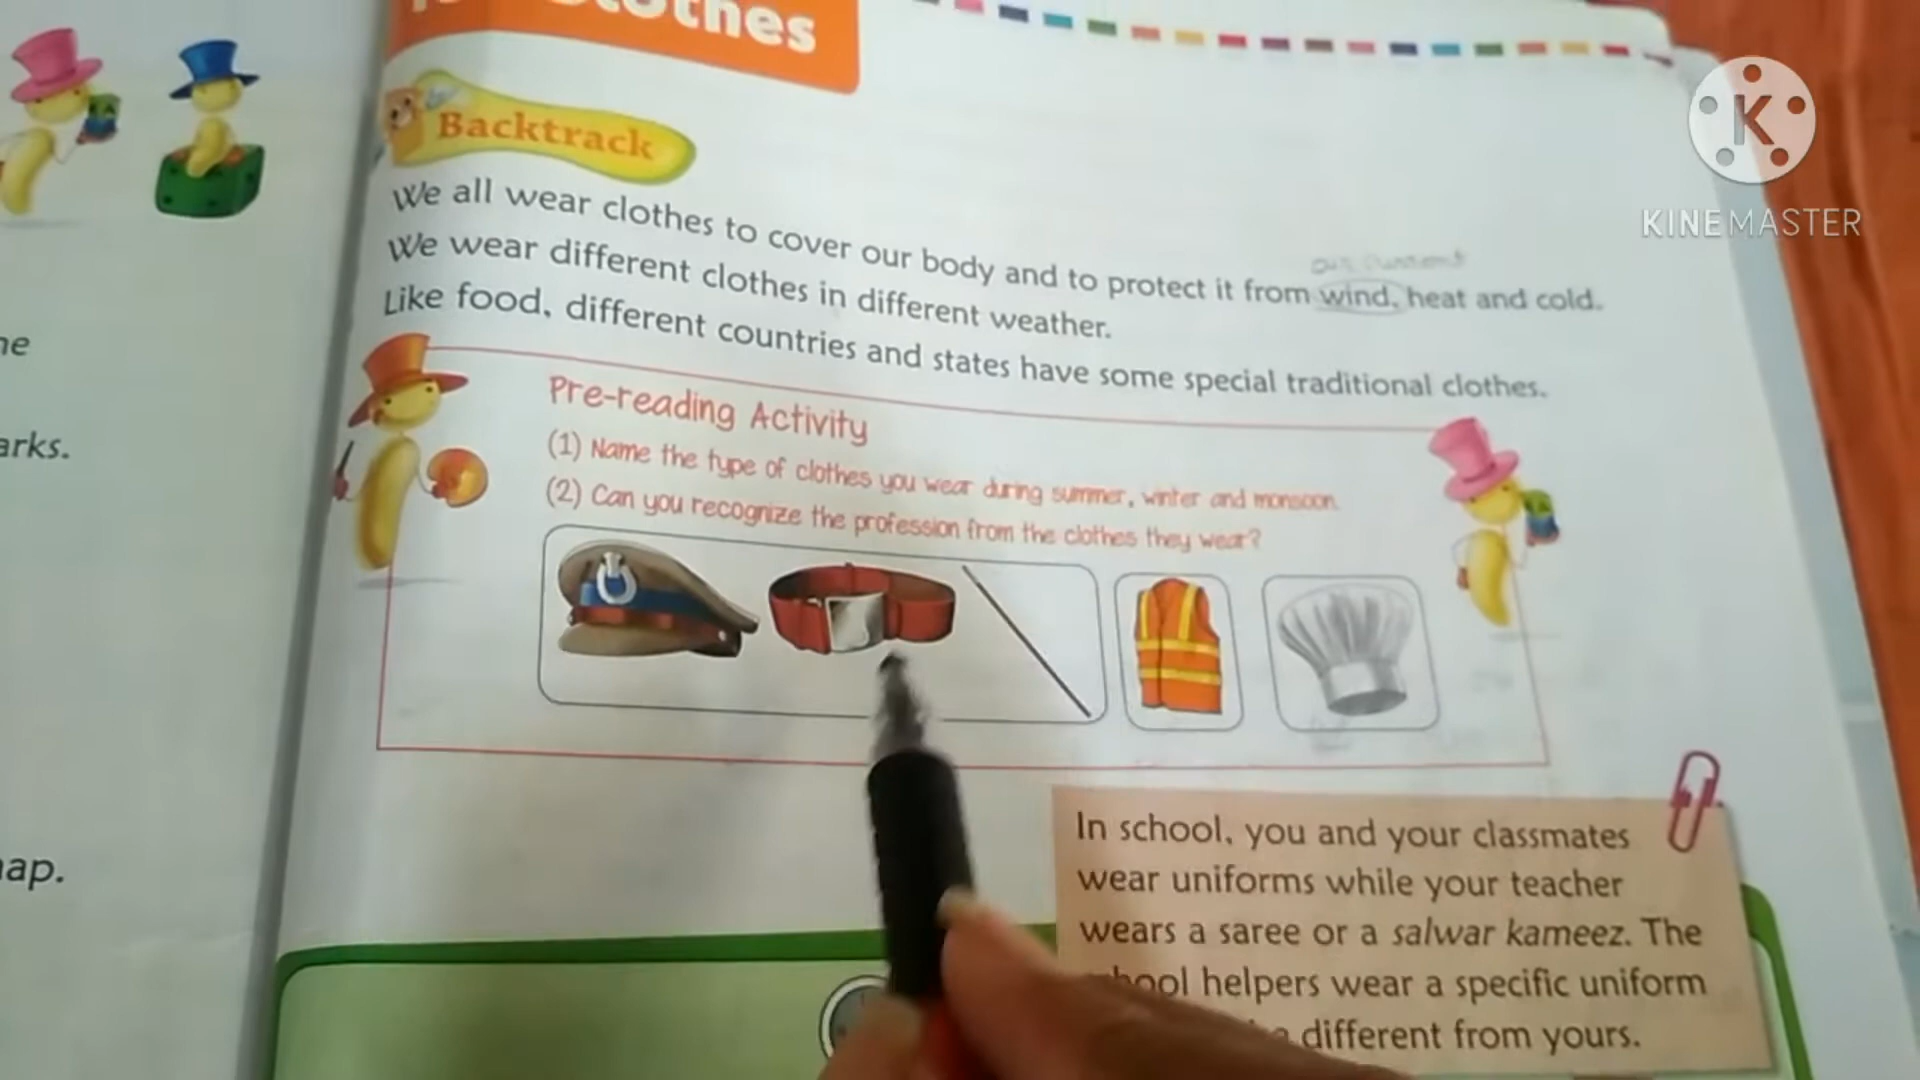 Clothes
Backtrack
We all wear clothes to cover our body and to protect it from wind, heat and cold.
We wear different clothes in different weather.
Like food, different countries and states have some special traditional clothes.
Pre-reading Activity
(1) Name the type of clothes you wear during summer, winter and monsoon.
(2) Can you recognize the profession from the clothes they wear?
In school, you and your classmates
wear uniforms while your teacher
wears a saree or a salwar kameez. The
helpers wear a specific uniform
different from yours.
arks.
K
KINEMASTER